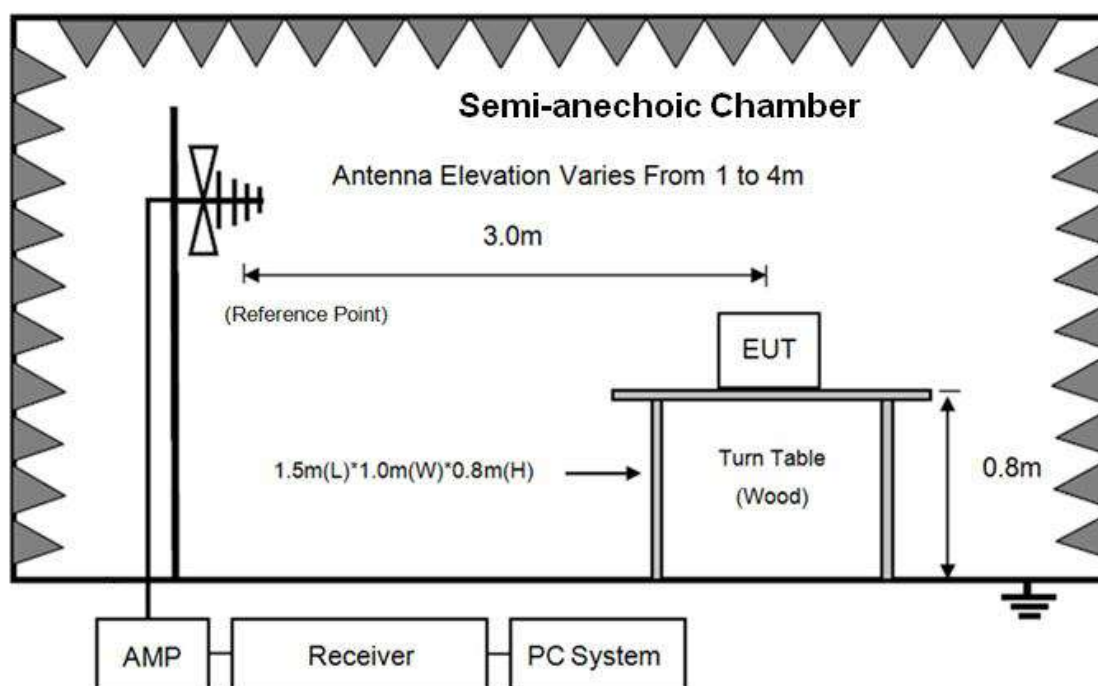 Semi-anechoic Chamber
Antenna Elevation Varies From 1 to 4m
3.0m
(Reference Point)
EUT
1.5m(L)*1.0m(W)*0.8m(H)
Turn Table
(Wood)
0.8m
AMP
Receiver
PC System